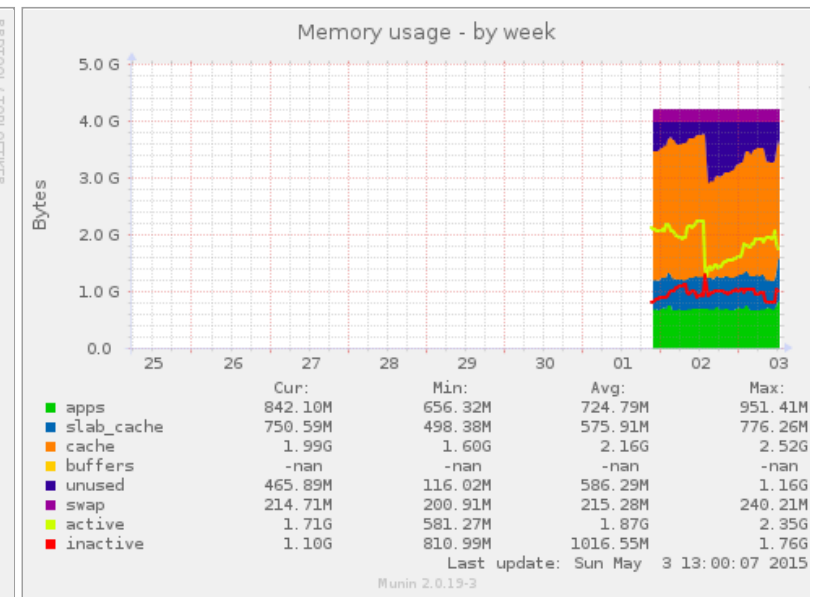 Memory usage - by week
Bytes
5.0 G
4.0 G
3.0 G
2.0 G
1.0 G
0.0
25 26 27 28 29 30 01 02 03
Cur: Min: Avg: Max:
apps 842.10M 656.32M 724.79M 951.41M
slab_cache 750.59M 498.38M 575.91M 776.26M
cache 1.99G 1.60G 2.16G 2.52G
buffers -nan -nan -nan -nan
unused 465.89M 116.02M 586.29M 1.16G
swap 214.71M 200.91M 215.28M 240.21M
active 1.71G 581.27M 1.87G 2.35G
inactive 1.10G 810.99M 1016.55M 1.76G
Last update: Sun May 3 13:00:07 2015
Munin 2.0.19-3